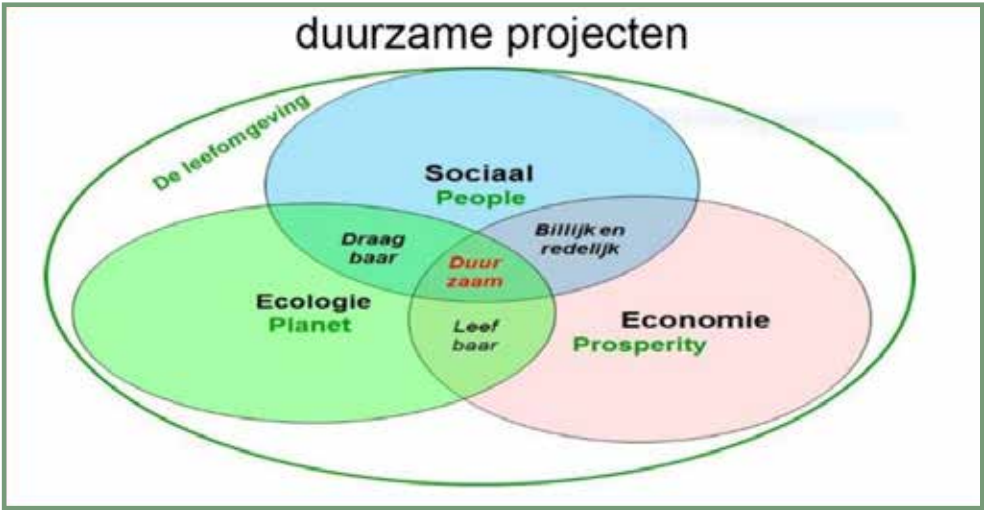 duurzame projecten
De leefomgeving
Sociaal
People
Draag
baar
Billijk en
redelijk
Duur
zaam
Ecologie
Planet
Leef
baar
Economie
Prosperity